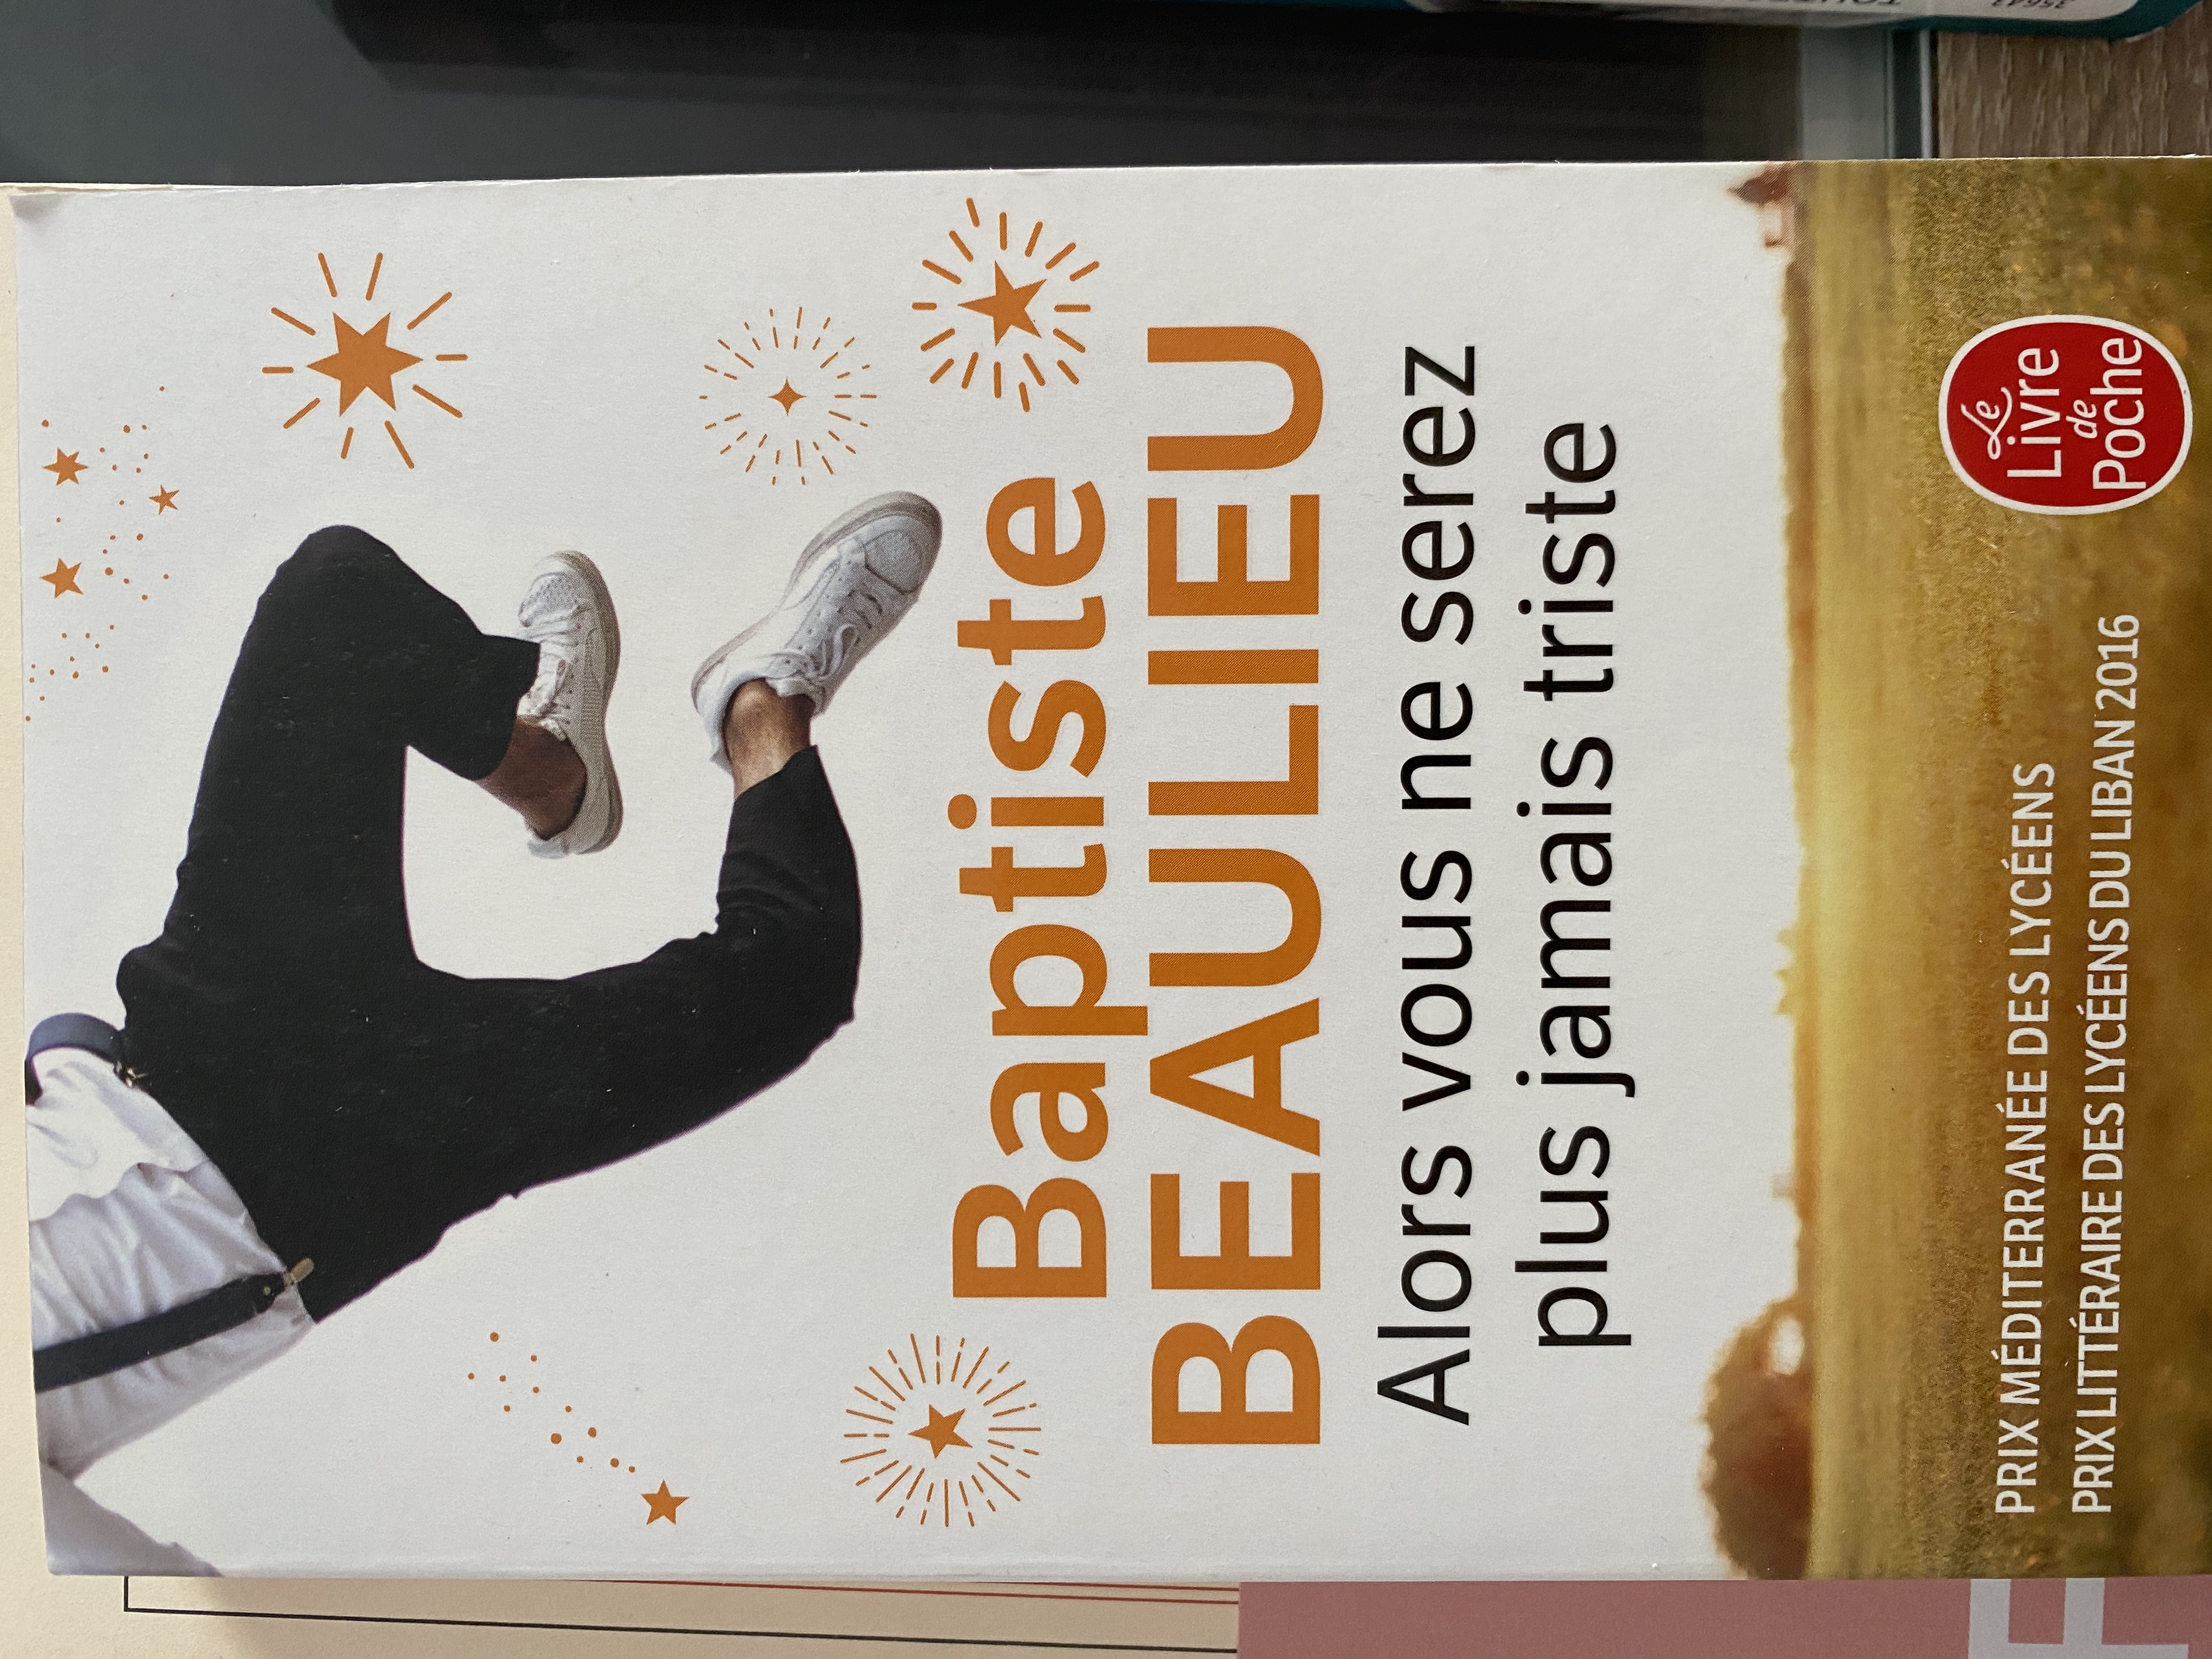 Baptiste
BEAULIEU
Alors vous ne serez
plus jamais triste
PRIX MÉDITERRANÉE DES LYCÉENS
PRIX LITTÉRAIRE DES LYCÉENS DU LIBAN 2016
Le
Livre
de
Poche